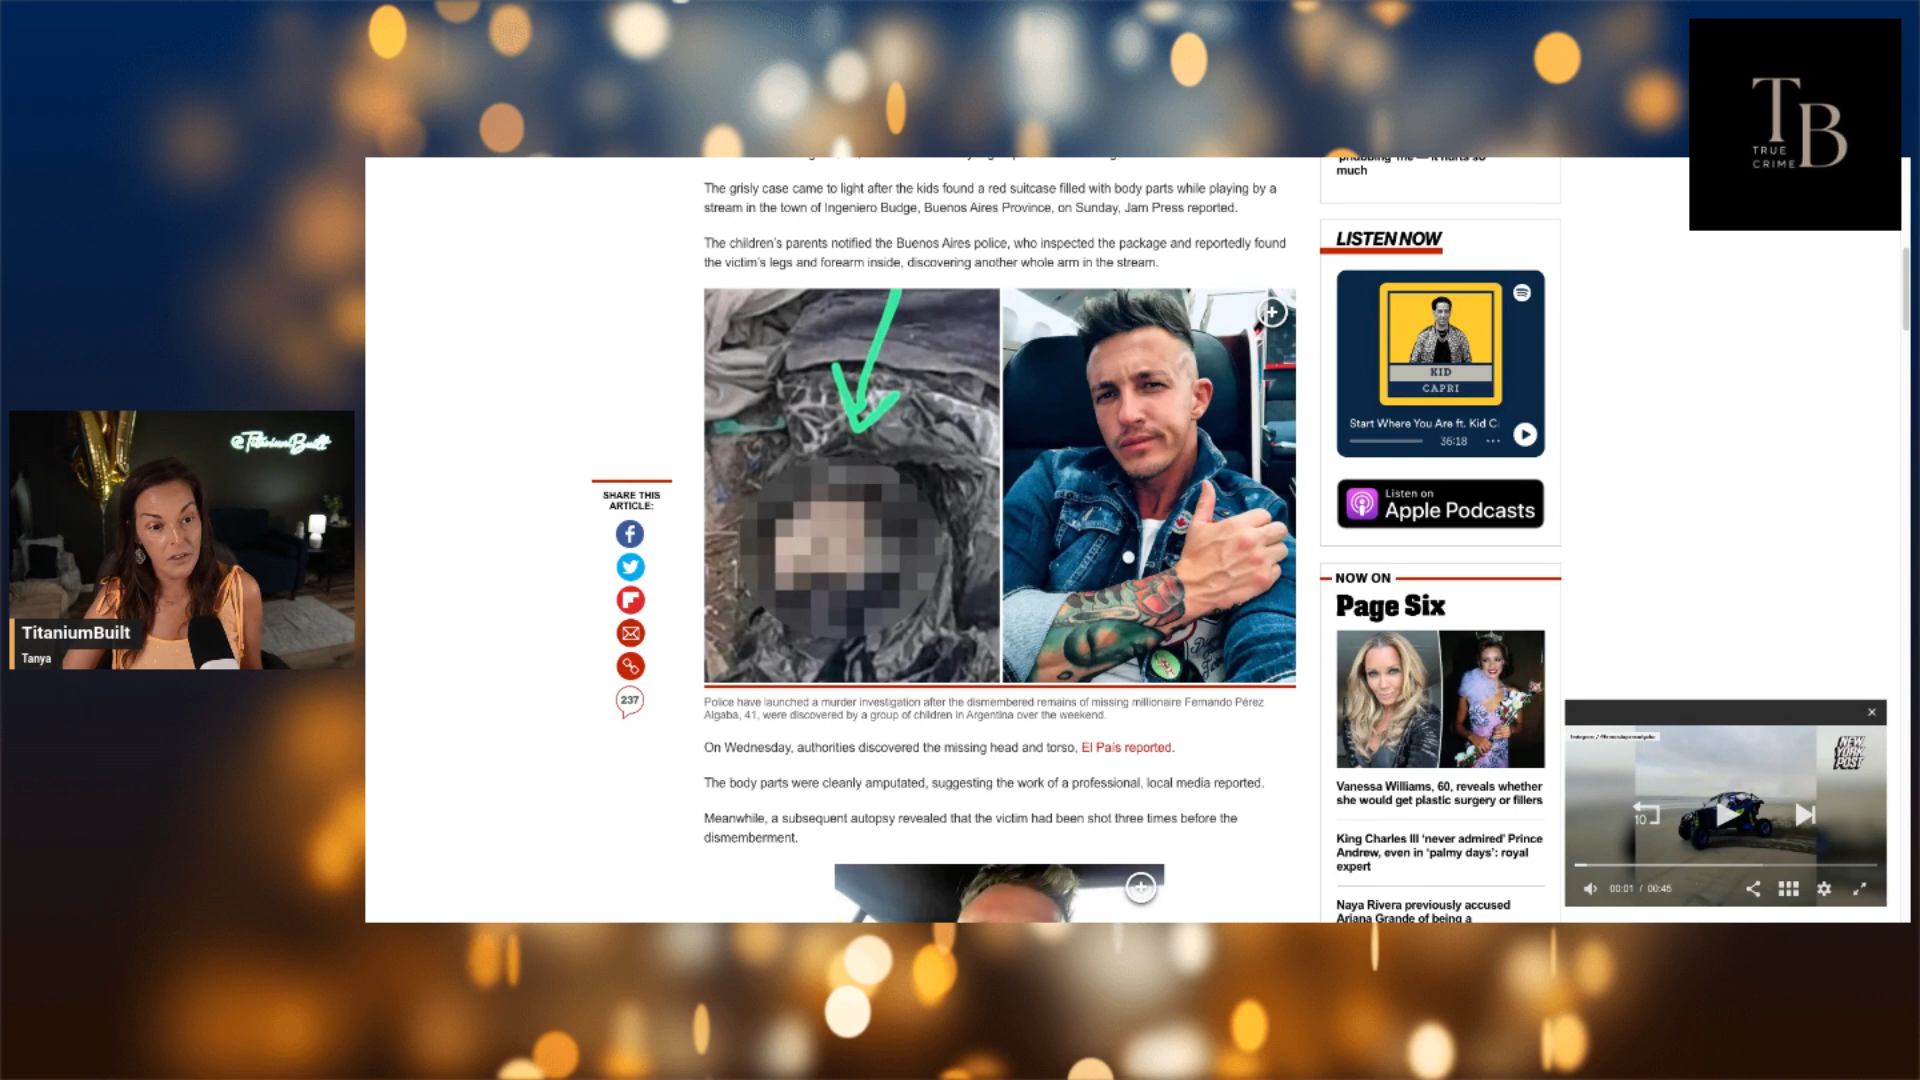 TB
TRUE
CRIME
@TitaniumBuilt
TitaniumBuilt
Tanya
SHARE THIS
ARTICLE:
237
The grisly case came to light after the kids found a red suitcase filled with body parts while playing by a
stream in the town of Ingeniero Budge, Buenos Aires Province, on Sunday, Jam Press reported.
The children's parents notified the Buenos Aires police, who inspected the package and reportedly found
the victim's legs and forearm inside, discovering another whole arm in the stream.
Police have launched a murder investigation after the dismembered remains of missing millionaire Fernando Pérez
Algaba, 41, were discovered by a group of children in Argentina over the weekend.
On Wednesday, authorities discovered the missing head and torso, El País reported.
The body parts were cleanly amputated, suggesting the work of a professional, local media reported.
Meanwhile, a subsequent autopsy revealed that the victim had been shot three times before the
dismemberment.
much
LISTEN NOW
KID
CAPRI
Start Where You Are ft. Kid C
36:18
Listen on
Apple Podcasts
NOW ON
Page Six
Vanessa Williams, 60, reveals whether
she would get plastic surgery or fillers
King Charles III 'never admired' Prince
Andrew, even in 'palmy days': royal
expert
Naya Rivera previously accused
Ariana Grande of being a
NEW
YORK
POST
10
00:01 / 00:45